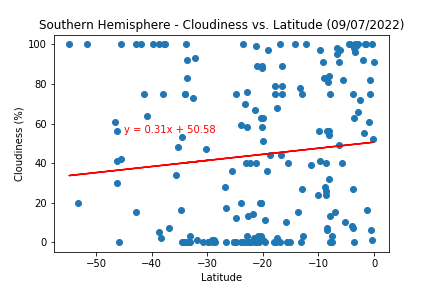 Southern Hemisphere - Cloudiness vs. Latitude (09/07/2022)
100
80
60
40
20
0
Cloudiness (%)
y = 0.31x + 50.58
−50 −40 −30 −20 −10 0
Latitude